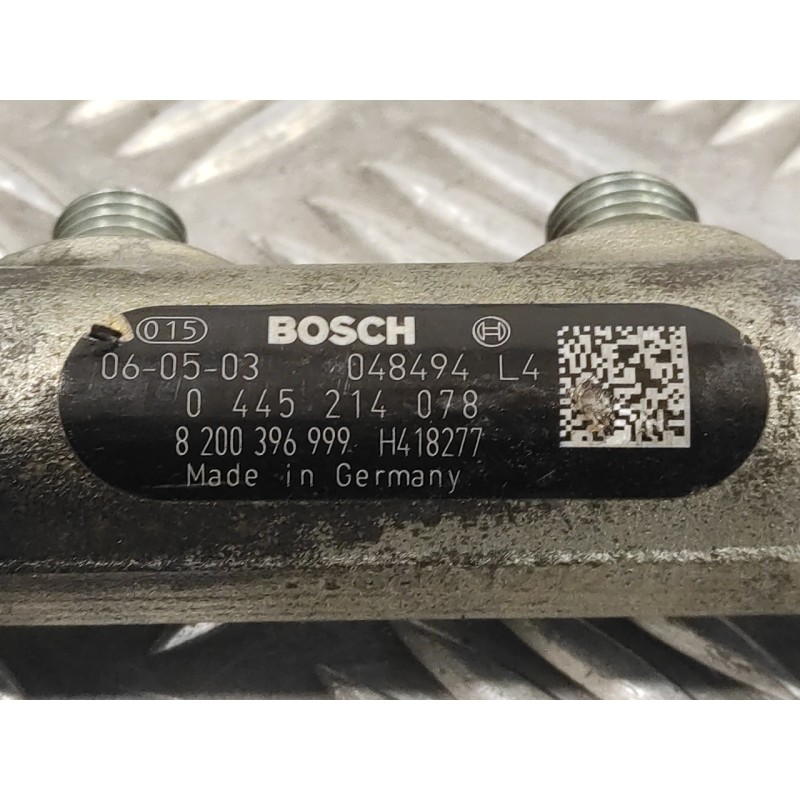 015 BOSCH H
06-05-03 048494 L4
0 445 214 078
8 200 396 999 H418277
Made in Germany